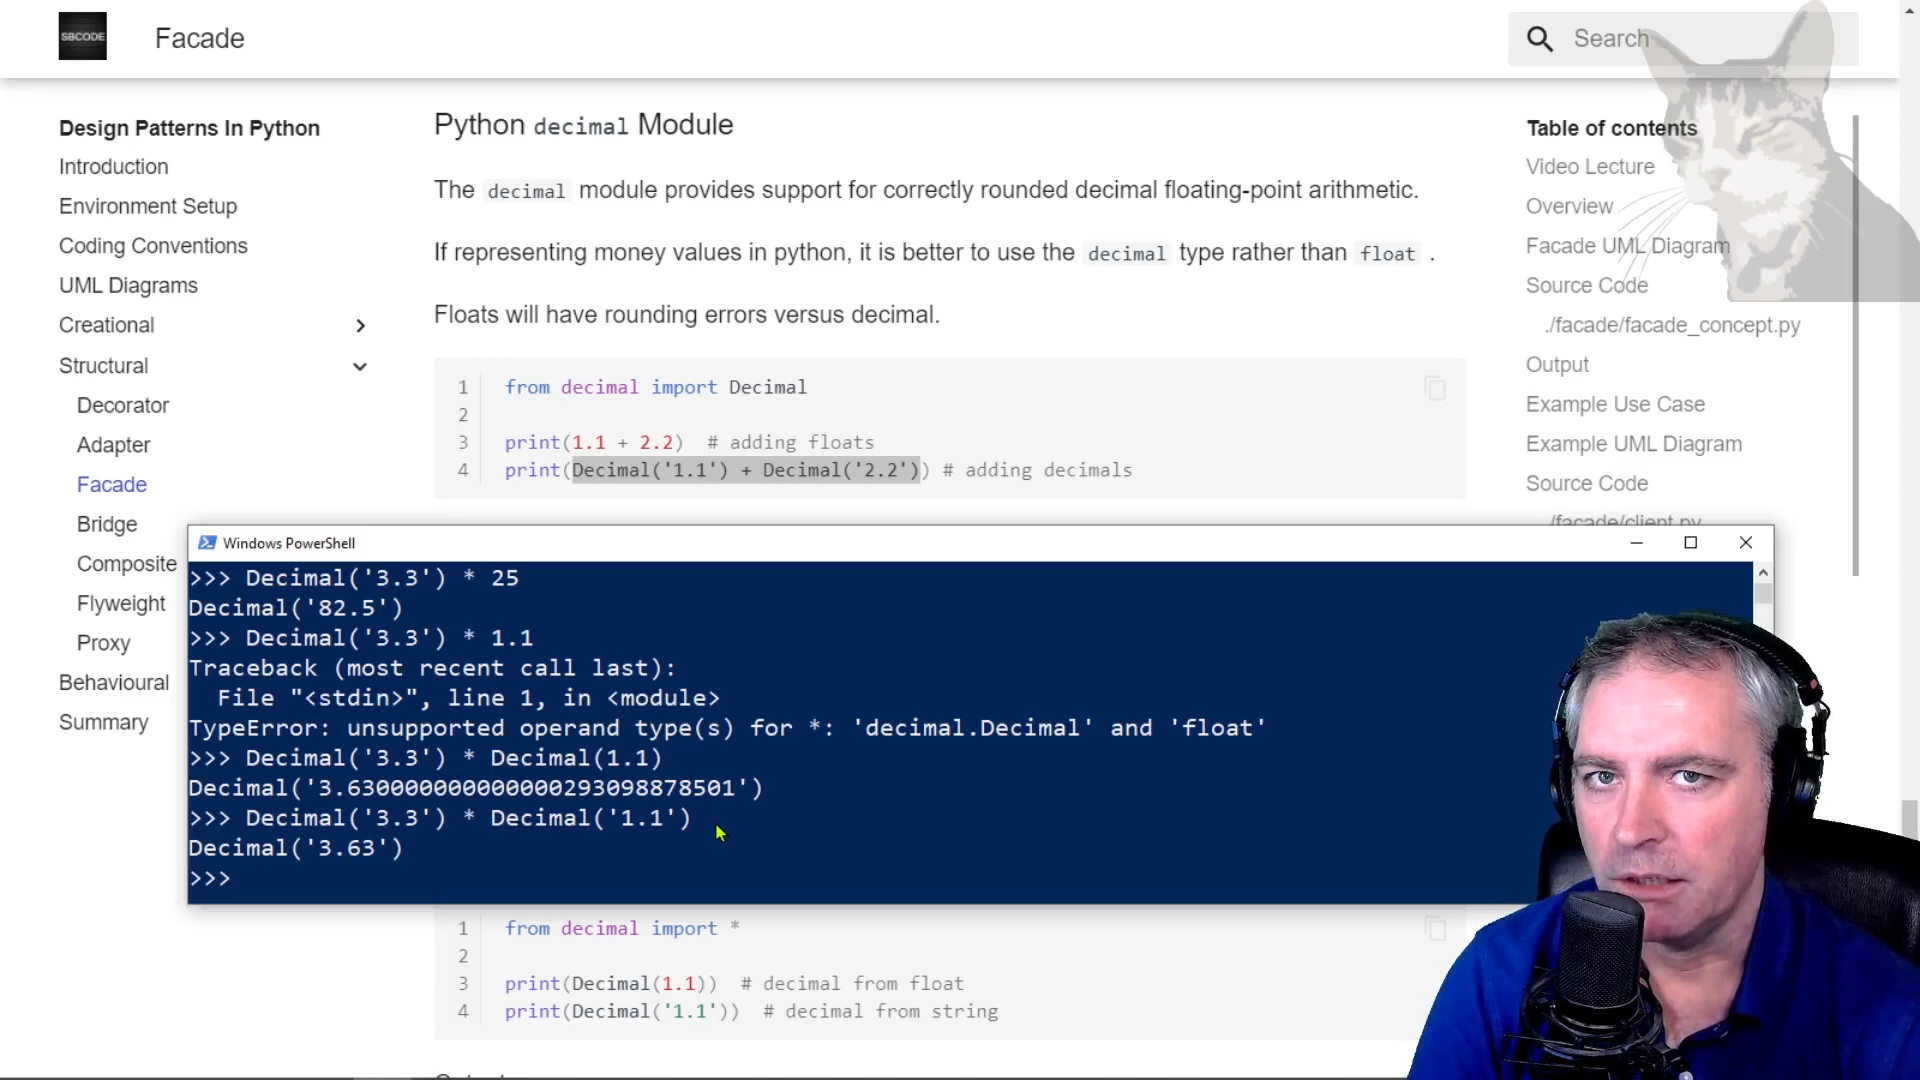 SBCODE
Facade
Search
Design Patterns In Python
Introduction
Environment Setup
Coding Conventions
UML Diagrams
Creational
Structural
Decorator
Adapter
Facade
Bridge
Composite
Flyweight
Proxy
Behavioural
Summary
Python decimal Module
The decimal module provides support for correctly rounded decimal floating-point arithmetic.
If representing money values in python, it is better to use the decimal type rather than float .
Floats will have rounding errors versus decimal.
1 from decimal import Decimal
2
3 print(1.1 + 2.2) # adding floats
4 print(Decimal('1.1') + Decimal('2.2')) # adding decimals
Table of contents
Video Lecture
Overview
Facade UML Diagram
Source Code
./facade/facade_concept.py
Output
Example Use Case
Example UML Diagram
Source Code
/facade/client.py
Windows PowerShell
>>> Decimal('3.3') * 25
Decimal('82.5')
>>> Decimal('3.3') * 1.1
Traceback (most recent call last):
File "<stdin>", line 1, in <module>
TypeError: unsupported operand type(s) for *: 'decimal.Decimal' and 'float'
>>> Decimal('3.3') * Decimal(1.1)
Decimal('3.630000000000000293098878501')
>>> Decimal('3.3') * Decimal('1.1')
Decimal('3.63')
>>>
1 from decimal import *
2
3 print(Decimal(1.1)) # decimal from float
4 print(Decimal('1.1')) # decimal from string